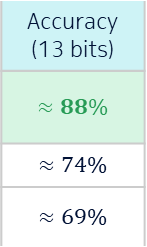 Accuracy
(13 bits)
≈ 88%
≈ 74%
≈ 69%